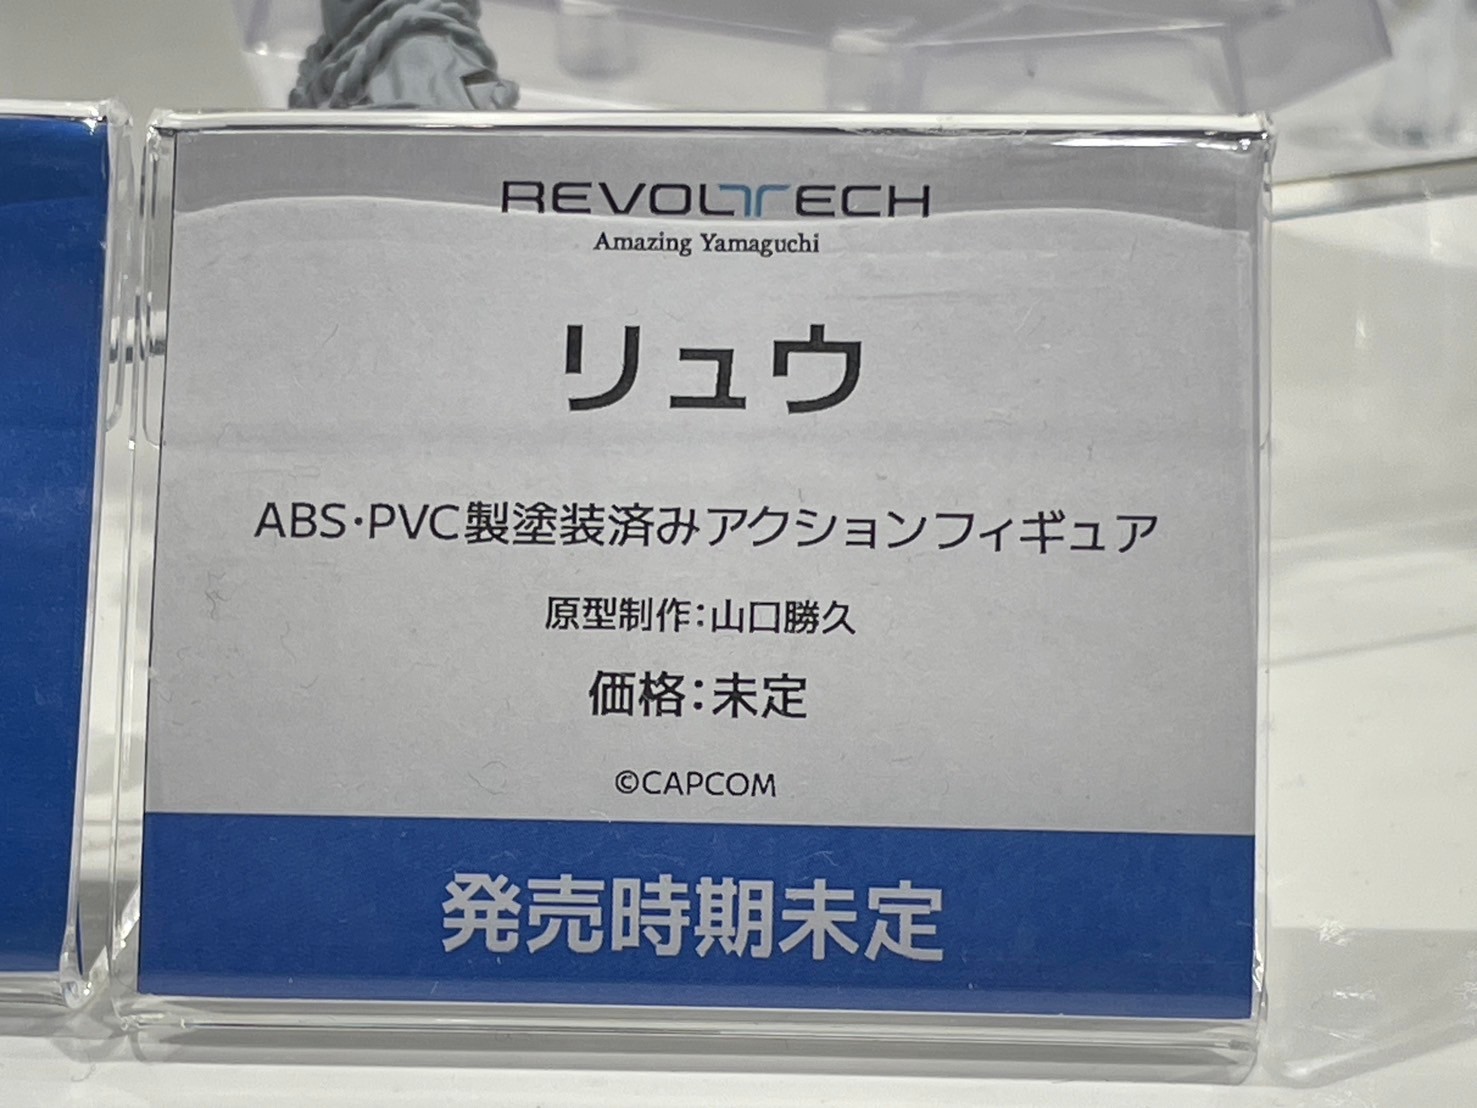 REVOLTECH
Amazing Yamaguchi
リュウ
ABS・PVC製塗装済みアクションフィギュア
原型制作：山口勝久
価格：未定
©CAPCOM
発売時期未定